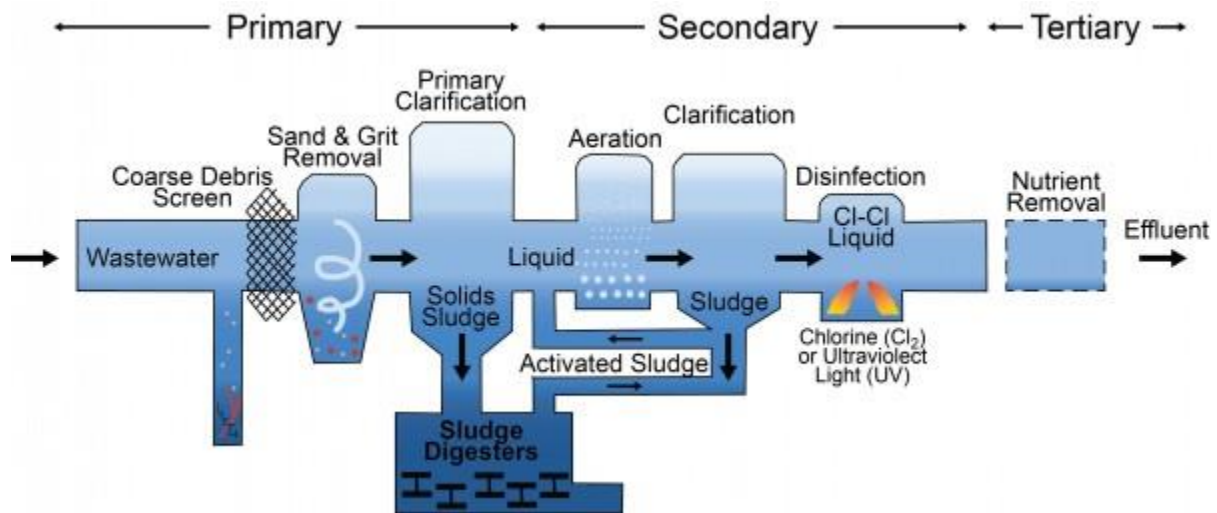 Primary
Secondary
Tertiary
Primary
Clarification
Sand & Grit
Removal
Coarse Debris
Screen
Aeration
Clarification
Disinfection
Nutrient
Removal
Wastewater
Liquid
Cl-Cl
Liquid
Effluent
Solids
Sludge
Sludge
Activated Sludge
Chlorine (Cl₂)
or Ultraviolect
Light (UV)
Sludge
Digesters